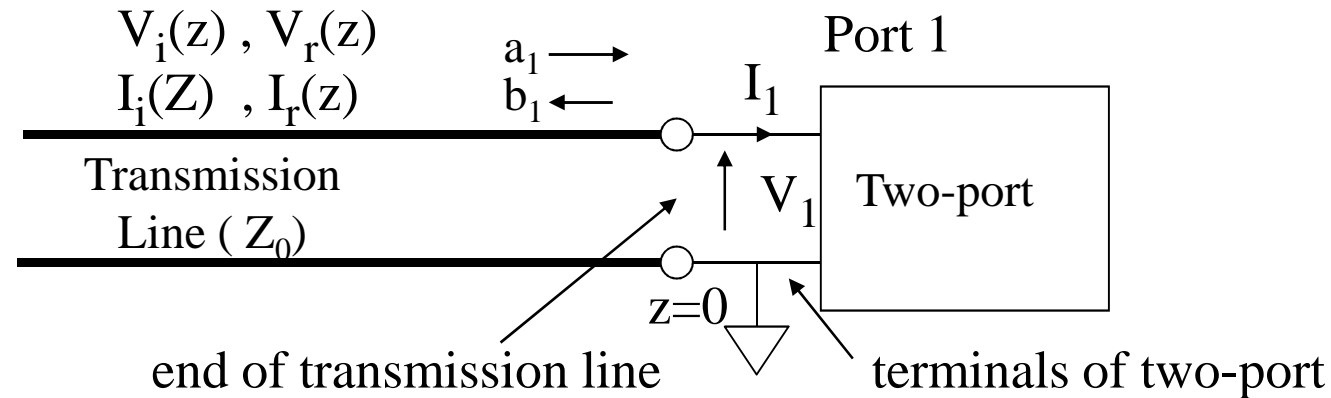 V_i(z) , V_r(z)
I_i(Z) , I_r(z)
a_1
b_1
Port 1
I_1
Transmission
Line ( Z_0)
V_1
Two-port
z=0
end of transmission line
terminals of two-port